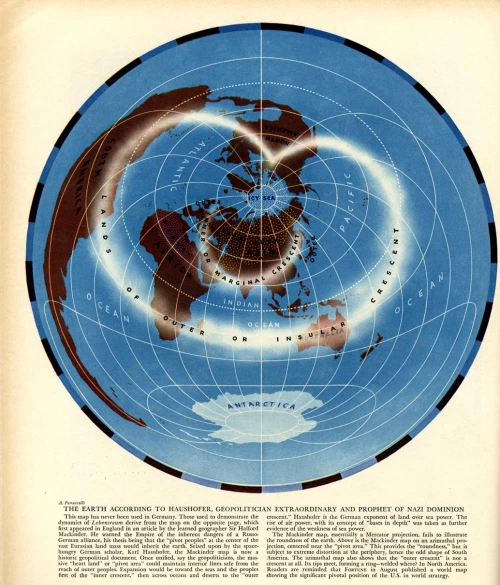 NORTH AMERICA
SOUTH AMERICA
ATLANTIC
PACIFIC
ICY SEA
INNER OR MARGINAL CRESCENT
AFRICA
INDIAN
OCEAN
OCEAN
OCEAN
LANDS OF OUTER OR INSULAR CRESCENT
AUSTRALIA
ANTARCTICA
THE EARTH ACCORDING TO HAUSHOFER, GEOPOLITICIAN EXTRAORDINARY AND PROPHET OF NAZI DOMINION
This map has never been used in Germany. Those used to demonstrate the
dynamics of Lebensraum derive from the map on the opposite page, which
first appeared in England in an article by the learned geographer Sir Halford
Mackinder. He warned the Empire of the inherent dangers of a Russo-
German alliance, his thesis being that the "pivot peoples" at the center of the
vast Eurasian land mass would inherit the earth. Seized upon by the space-
hungry German scholar, Karl Haushofer, the Mackinder map is now a
historic geopolitical document. Once unified, say the geopoliticians, the mas-
sive "heart land" or "pivot area" could maintain interior lines safe from the
reach of outer peoples. Expansion would be toward the seas and the peoples
first of the "inner crescent," then across oceans and deserts to the "outer
crescent." Haushofer is the German exponent of land over sea power. The
rise of air power, with its concept of "bases in depth" was taken as further
evidence of the weakness of sea power.
The Mackinder map, essentially a Mercator projection, fails to illustrate
the roundness of the earth. Above is the Mackinder map on an azimuthal pro-
jection, centered on the "pivot area." This provides the "roundness," but is
subject to extreme distortion at the periphery, hence the odd shape of South
America. The azimuthal map also shows that the "outer crescent" is not a
crescent at all. Its tips meet, forming a ring—welded where? In North America.
Readers are reminded that Fortune in August published a world map
showing the significant pivotal position of the U.S. in world strategy.